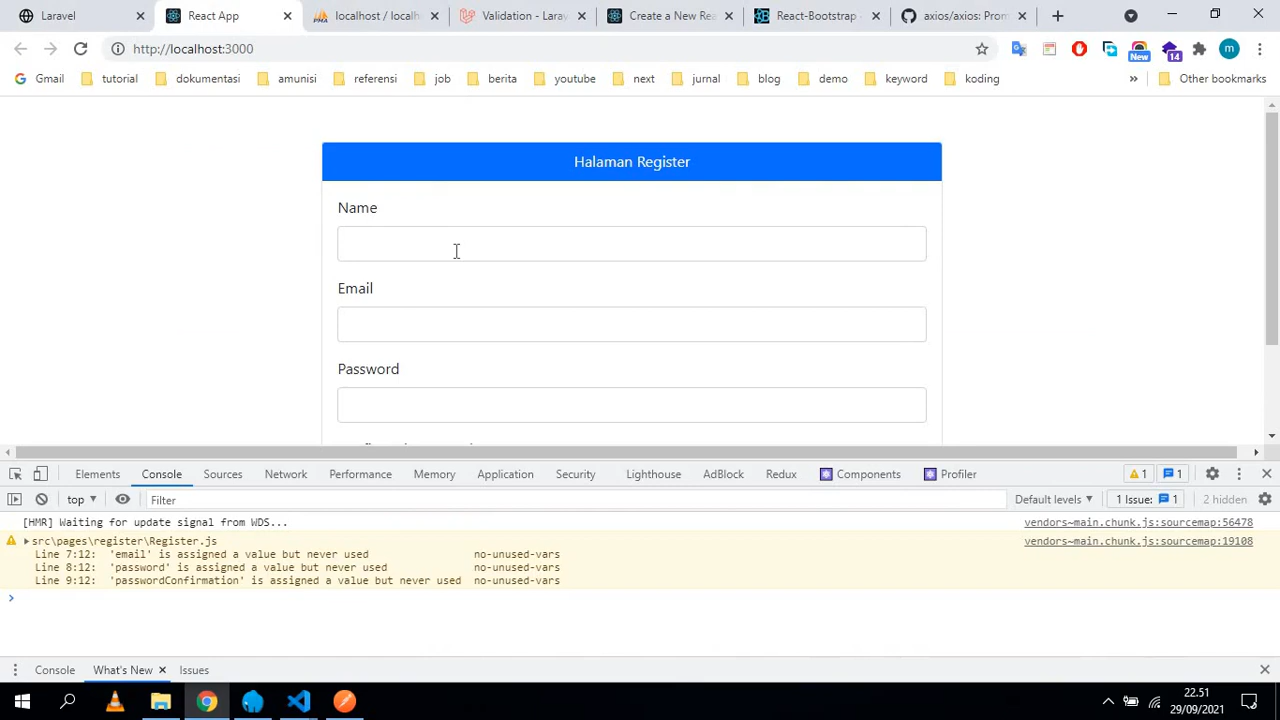 Laravel
React App
localhost / localh
Validation - Larav
Create a New Rea
React-Bootstrap
axios/axios: Prom
http://localhost:3000
New
14
m
Gmail
tutorial
dokumentasi
amunisi
referensi
job
berita
youtube
next
jurnal
blog
demo
keyword
koding
»
Other bookmarks
Halaman Register
Name
Email
Password
Elements
Console
Sources
Network
Performance
Memory
Application
Security
Lighthouse
AdBlock
Redux
Components
Profiler
1
1
top
Filter
Default levels
1 Issue:
1
2 hidden
[HMR] Waiting for update signal from WDS...
vendors~main.chunk.js:sourcemap:56478
src\pages\register\Register.js
vendors~main.chunk.js:sourcemap:19108
Line 7:12: 'email' is assigned a value but never used no-unused-vars
Line 8:12: 'password' is assigned a value but never used no-unused-vars
Line 9:12: 'passwordConfirmation' is assigned a value but never used no-unused-vars
Console
What's New
Issues
22.51
29/09/2021